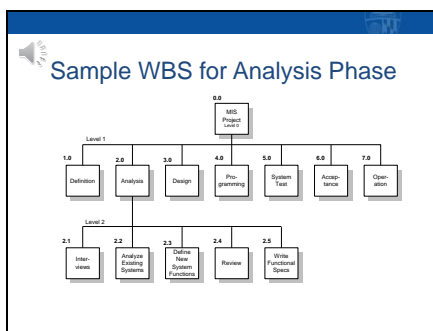 Sample WBS for Analysis Phase
0.0
MIS
Project
Level 0
Level 1
1.0
Definition
2.0
Analysis
3.0
Design
4.0
Pro-
gramming
5.0
System
Test
6.0
Accep-
tance
7.0
Oper-
ation
Level 2
2.1
Inter-
views
2.2
Analyze
Existing
Systems
2.3
Define
New
System
Functions
2.4
Review
2.5
Write
Functional
Specs